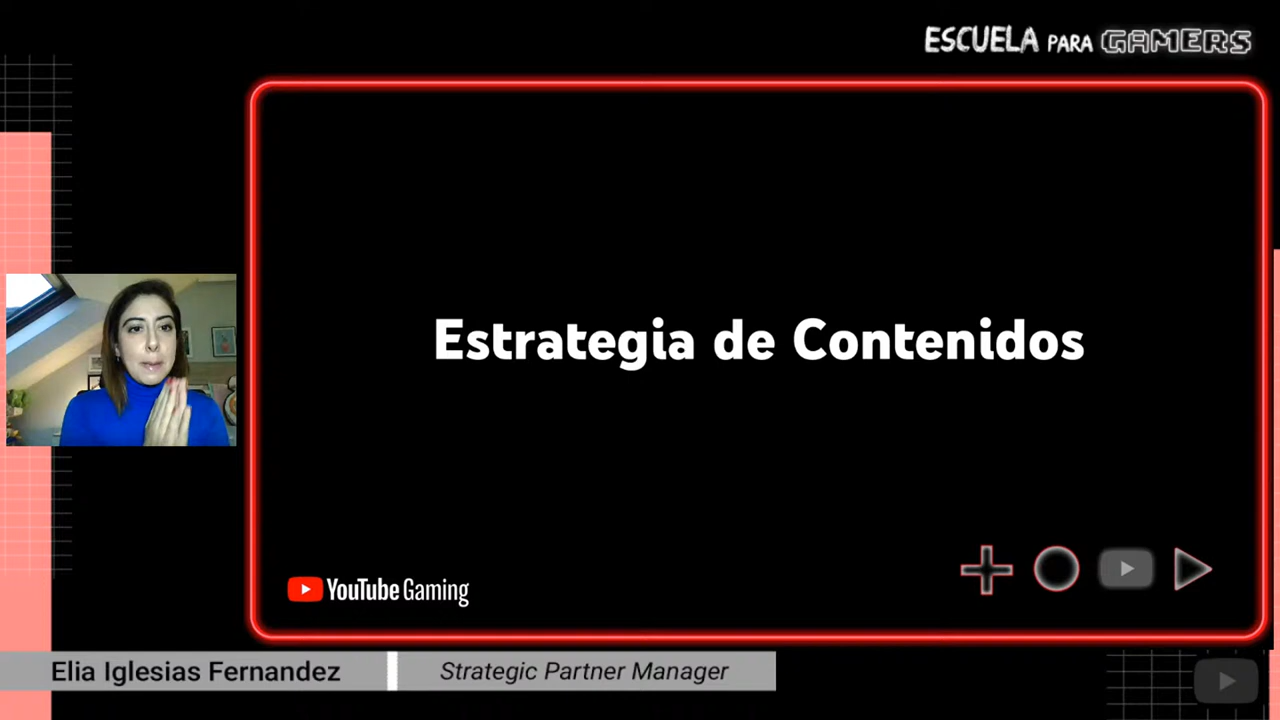 ESCUELA PARA GAMERS
Estrategia de Contenidos
YouTube Gaming
Elia Iglesias Fernandez
Strategic Partner Manager